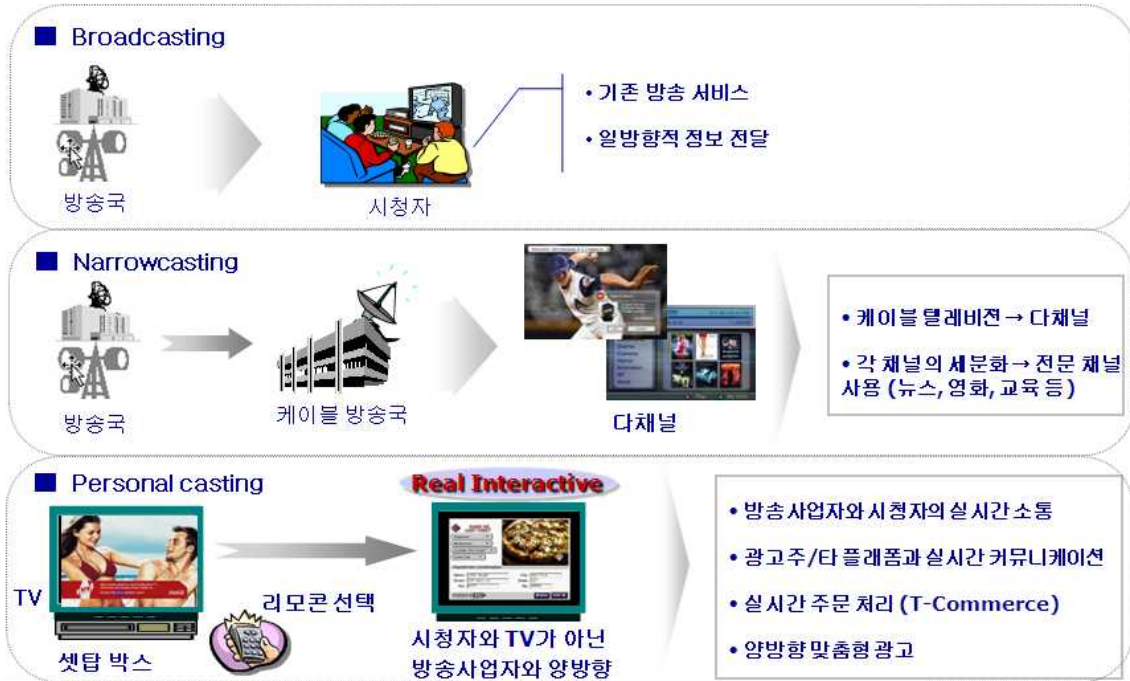 ■ Broadcasting
방송국
시청자
• 기존 방송 서비스
• 일방향적 정보 전달
■ Narrowcasting
방송국
케이블 방송국
다채널
• 케이블 텔레비젼 → 다채널
• 각 채널의 세분화 → 전문 채널
사용 (뉴스, 영화, 교육 등)
■ Personal casting
TV
셋탑 박스
리모콘 선택
Real Interactive
시청자와 TV가 아닌
방송사업자와 양방향
• 방송사업자와 시청자의 실시간 소통
• 광고주/타 플래폼과 실시간 커뮤니케이션
• 실시간 주문 처리 (T-Commerce)
• 양방향 맞춤형 광고